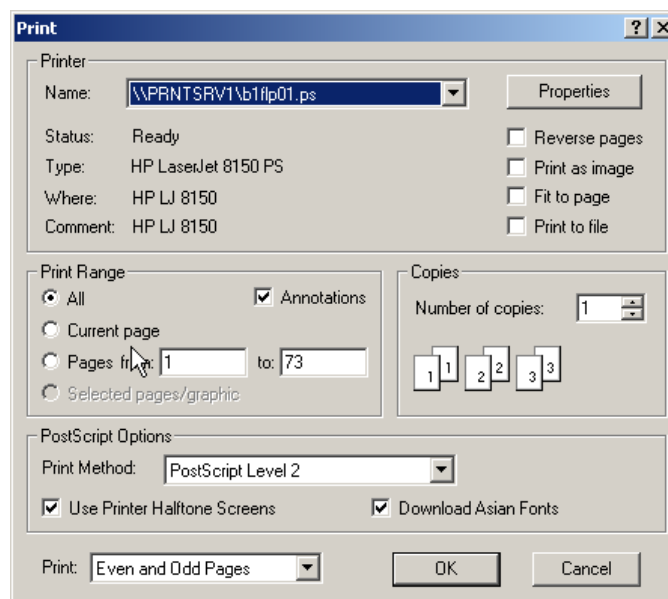 Print
Printer
Name: \\PRNTSRV1\b1flp01.ps Properties
Status: Ready Reverse pages
Type: HP LaserJet 8150 PS Print as image
Where: HP LJ 8150 Fit to page
Comment: HP LJ 8150 Print to file
Print Range Copies
All Annotations Number of copies: 1
Current page
Pages from: 1 to: 73
1 1 2 2 3 3
Selected pages/graphic
PostScript Options
Print Method: PostScript Level 2
Use Printer Halftone Screens Download Asian Fonts
Print: Even and Odd Pages OK Cancel